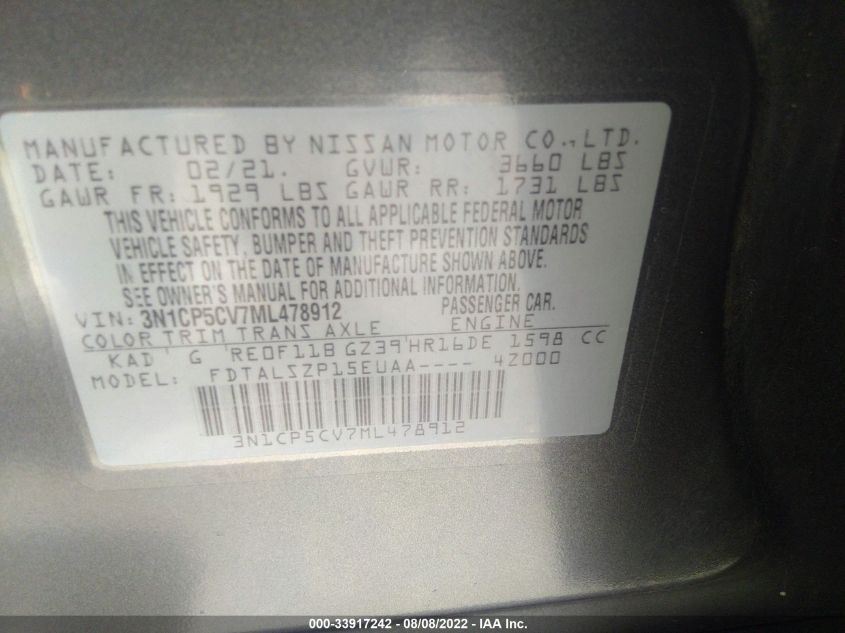 MANUFACTURED BY NISSAN MOTOR CO., LTD.
DATE: 02/21. GVWR: 3660 LBS
GAWR FR: 1929 LBS GAWR RR: 1731 LBS
THIS VEHICLE CONFORMS TO ALL APPLICABLE FEDERAL MOTOR
VEHICLE SAFETY, BUMPER AND THEFT PREVENTION STANDARDS
IN EFFECT ON THE DATE OF MANUFACTURE SHOWN ABOVE.
SEE OWNER'S MANUAL FOR ADDITIONAL INFORMATION.
VIN: 3N1CP5CV7ML478912 PASSENGER CAR.
COLOR TRIM TRANS AXLE ENGINE
KAD G RE0F11B GZ39 HR16DE 1598 CC
MODEL: FDTALSZP15EUAA---- 42000
3N1CP5CV7ML478912
000-33917242 - 08/08/2022 - IAA Inc.